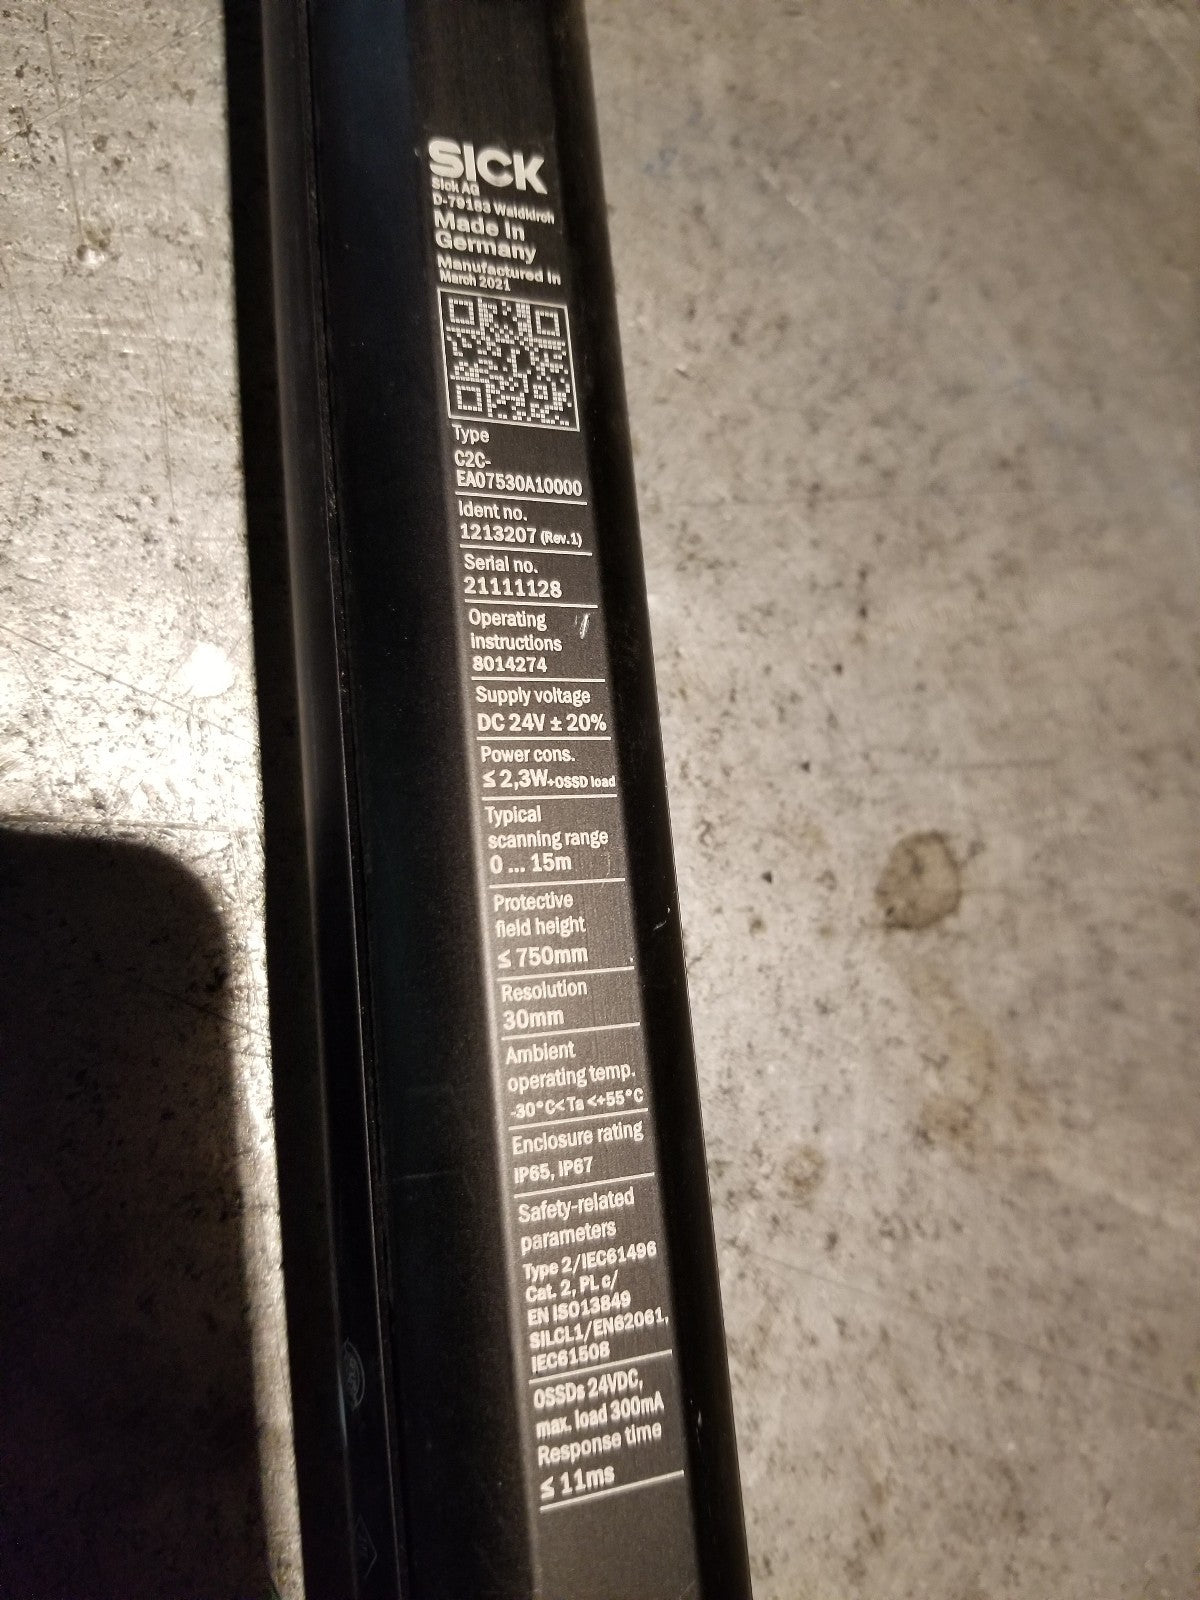 SICK
Sick AG
D-79183 Waldkirch
Made in
Germany
Manufactured in
March 2021
Type
C2C-
EA07530A10000
Ident no.
1213207 (Rev.1)
Serial no.
21111128
Operating
instructions
8014274
Supply voltage
DC 24V ± 20%
Power cons.
≤ 2,3W+OSSD load
Typical
scanning range
0 ... 15m
Protective
field height
≤ 750mm
Resolution
30mm
Ambient
operating temp.
-30°C< Ta <+55°C
Enclosure rating
IP65, IP67
Safety-related
parameters
Type 2/IEC61496
Cat. 2, PL c/
EN ISO13849
SILCL1/EN62061,
IEC61508
OSSDs 24VDC,
max. load 300mA
Response time
≤ 11ms